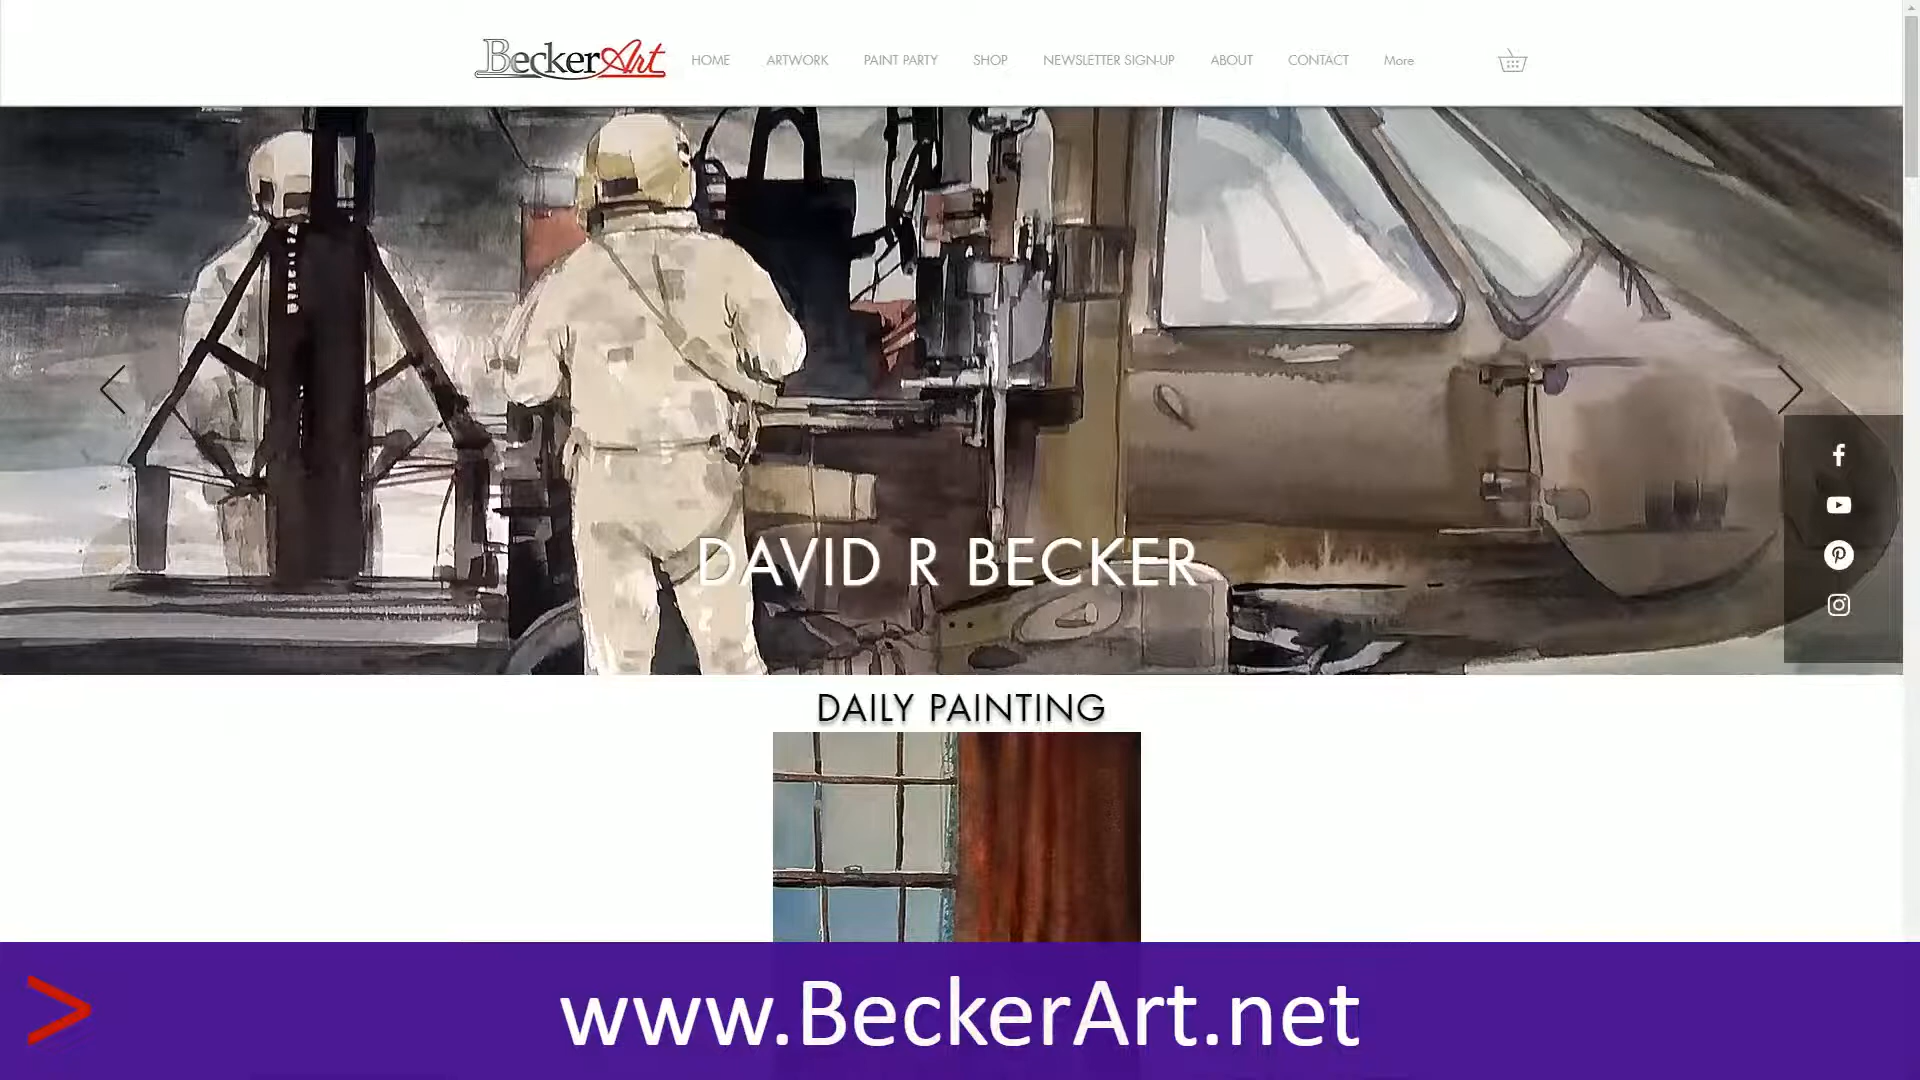 BeckerArt HOME ARTWORK PAINT PARTY SHOP NEWSLETTER SIGN-UP ABOUT CONTACT More
DAVID R BECKER
DAILY PAINTING
> www.BeckerArt.net